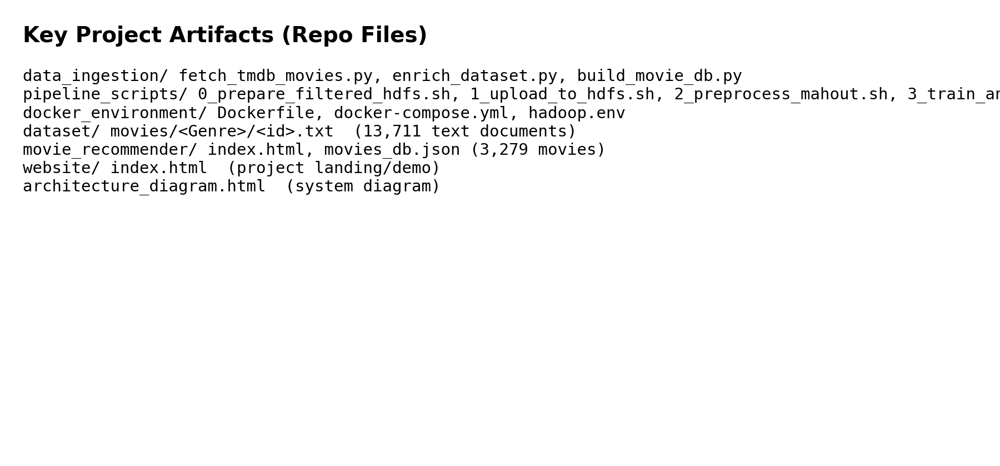 Key Project Artifacts (Repo Files)
data_ingestion/ fetch_tmdb_movies.py, enrich_dataset.py, build_movie_db.py
pipeline_scripts/ 0_prepare_filtered_hdfs.sh, 1_upload_to_hdfs.sh, 2_preprocess_mahout.sh,
docker_environment/ Dockerfile, docker-compose.yml, hadoop.env
dataset/ movies/<Genre>/<id>.txt  (13,711 text documents)
movie_recommender/ index.html, movies_db.json (3,279 movies)
website/ index.html  (project landing/demo)
architecture_diagram.html  (system diagram)